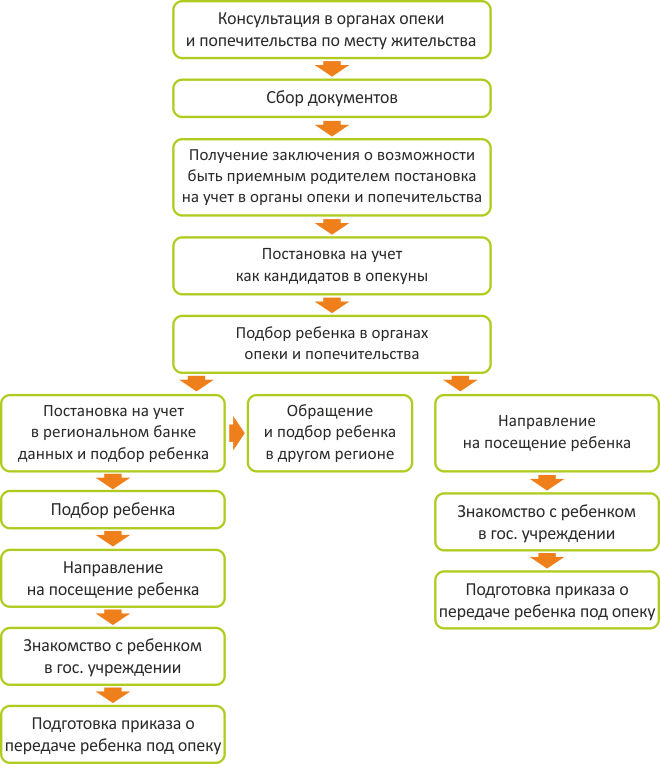 Консультация в органах опеки
и попечительства по месту жительства
Сбор документов
Получение заключения о возможности
быть приемным родителем постановка
на учет в органы опеки и попечительства
Постановка на учет
как кандидатов в опекуны
Подбор ребенка в органах
опеки и попечительства
Постановка на учет
в региональном банке
данных и подбор ребенка
Обращение
и подбор ребенка
в другом регионе
Направление
на посещение ребенка
Подбор ребенка
Знакомство с ребенком
в гос. учреждении
Направление
на посещение ребенка
Подготовка приказа о
передаче ребенка под опеку
Знакомство с ребенком
в гос. учреждении
Подготовка приказа о
передаче ребенка под опеку